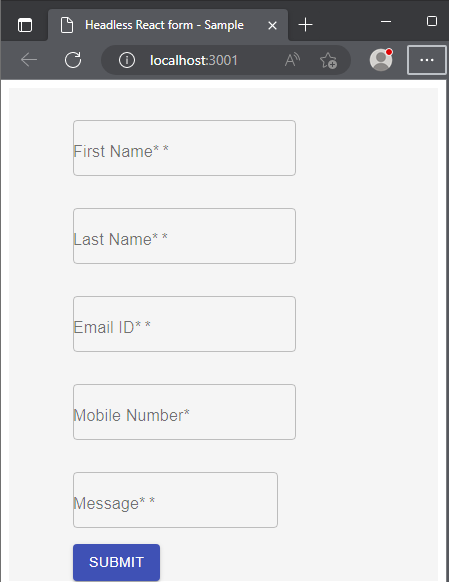 Headless React form - Sample
localhost:3001
First Name* *
Last Name* *
Email ID* *
Mobile Number*
Message* *
SUBMIT